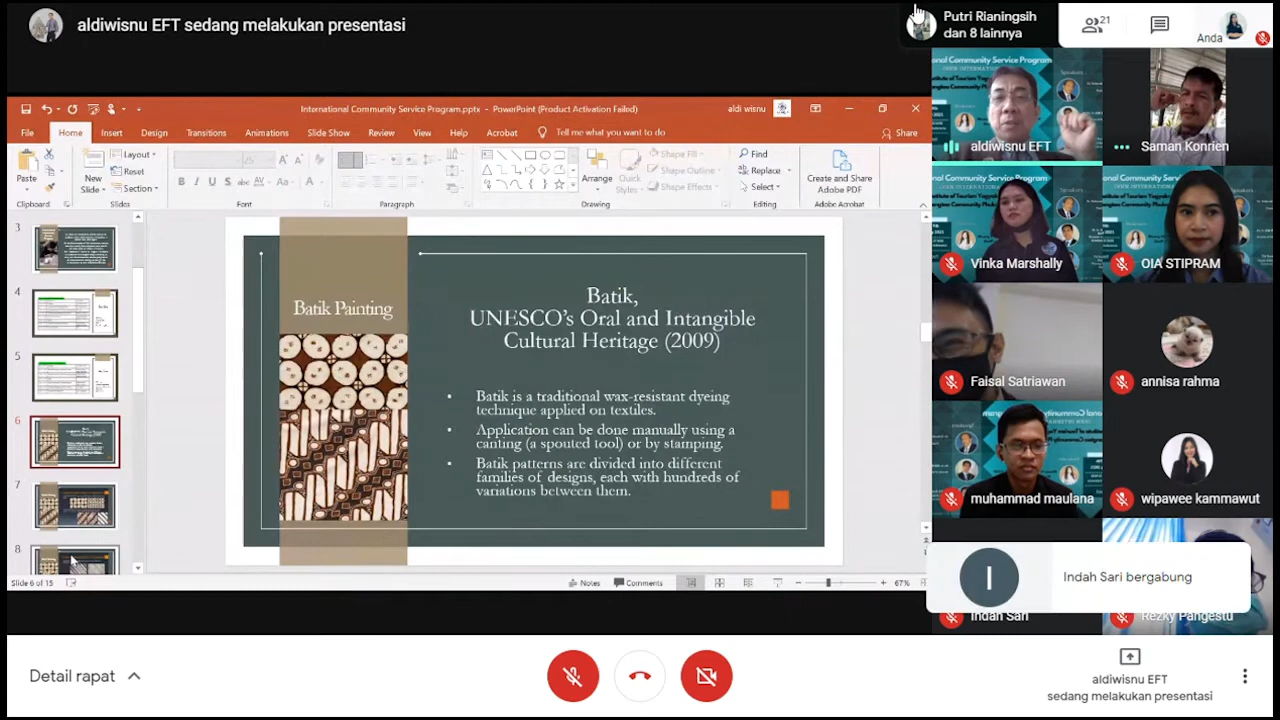 aldiwisnu EFT sedang melakukan presentasi
Putri Rianingsih
dan 8 lainnya
21
Anda
International Community Service Program.pptx - PowerPoint (Product Activation Failed)
aldi wisnu
File Home Insert Design Transitions Animations Slide Show Review View Help Acrobat Tell me what you want to do
Share
Paste
New
Slide
Layout
Reset
Section
Arrange
Quick
Styles
Shape Fill
Shape Outline
Shape Effects
Find
Replace
Select
Create and Share
Adobe PDF
Clipboard Slides Font Paragraph Drawing Editing Adobe Acrobat
3
4
5
6
7
8
Batik Painting
Batik,
UNESCO's Oral and Intangible
Cultural Heritage (2009)
• Batik is a traditional wax-resistant dyeing
technique applied on textiles.
• Application can be done manually using a
canting (a spouted tool) or by stamping.
• Batik patterns are divided into different
families of designs, each with hundreds of
variations between them.
Slide 6 of 15
Notes
Comments
67%
aldiwisnu EFT
Saman Konrien
Vinka Marshally
OIA STIPRAM
Faisal Satriawan
annisa rahma
muhammad maulana
wipawee kammawut
I
Indah Sari bergabung
Indah Sari
Rezky Pangestu
Detail rapat
aldiwisnu EFT
sedang melakukan presentasi